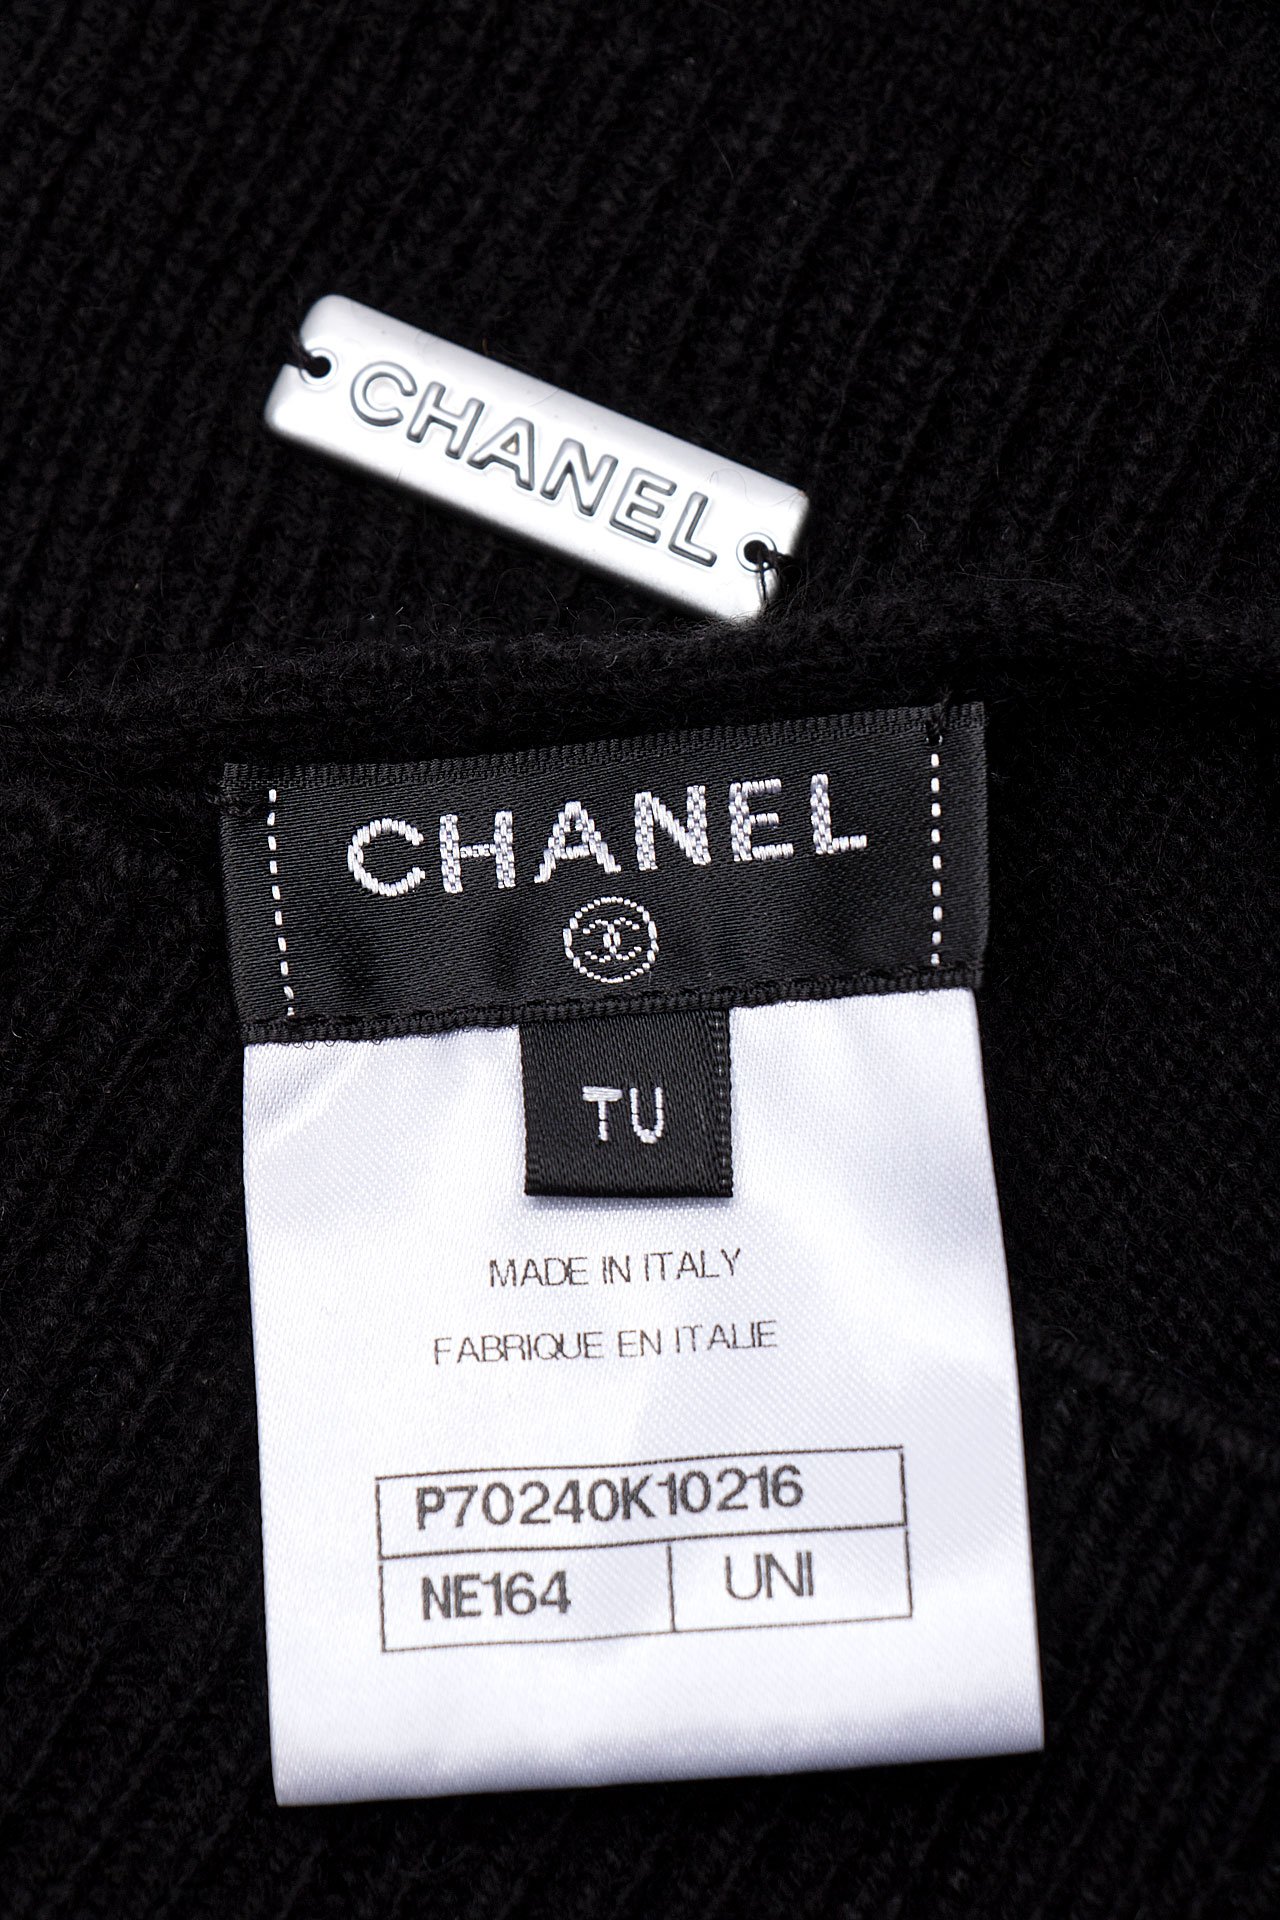 CHANEL
CHANEL
TU
MADE IN ITALY
FABRIQUE EN ITALIE
P70240K10216
NE164 UNI